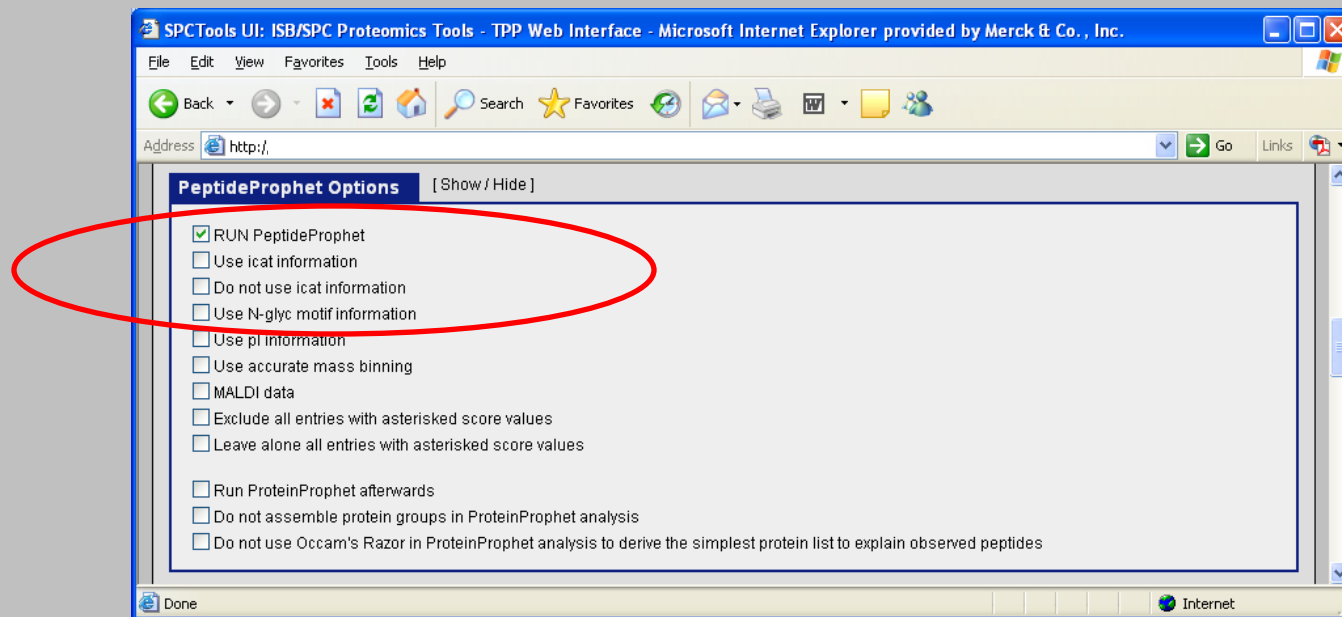 SPCTools UI: ISB/SPC Proteomics Tools - TPP Web Interface - Microsoft Internet Explorer provided by Merck & Co., Inc.
File Edit View Favorites Tools Help
Back Search Favorites
Address http:/ Go Links
PeptideProphet Options [ Show / Hide ]
RUN PeptideProphet
Use icat information
Do not use icat information
Use N-glyc motif information
Use pI information
Use accurate mass binning
MALDI data
Exclude all entries with asterisked score values
Leave alone all entries with asterisked score values
Run ProteinProphet afterwards
Do not assemble protein groups in ProteinProphet analysis
Do not use Occam's Razor in ProteinProphet analysis to derive the simplest protein list to explain observed peptides
Done Internet